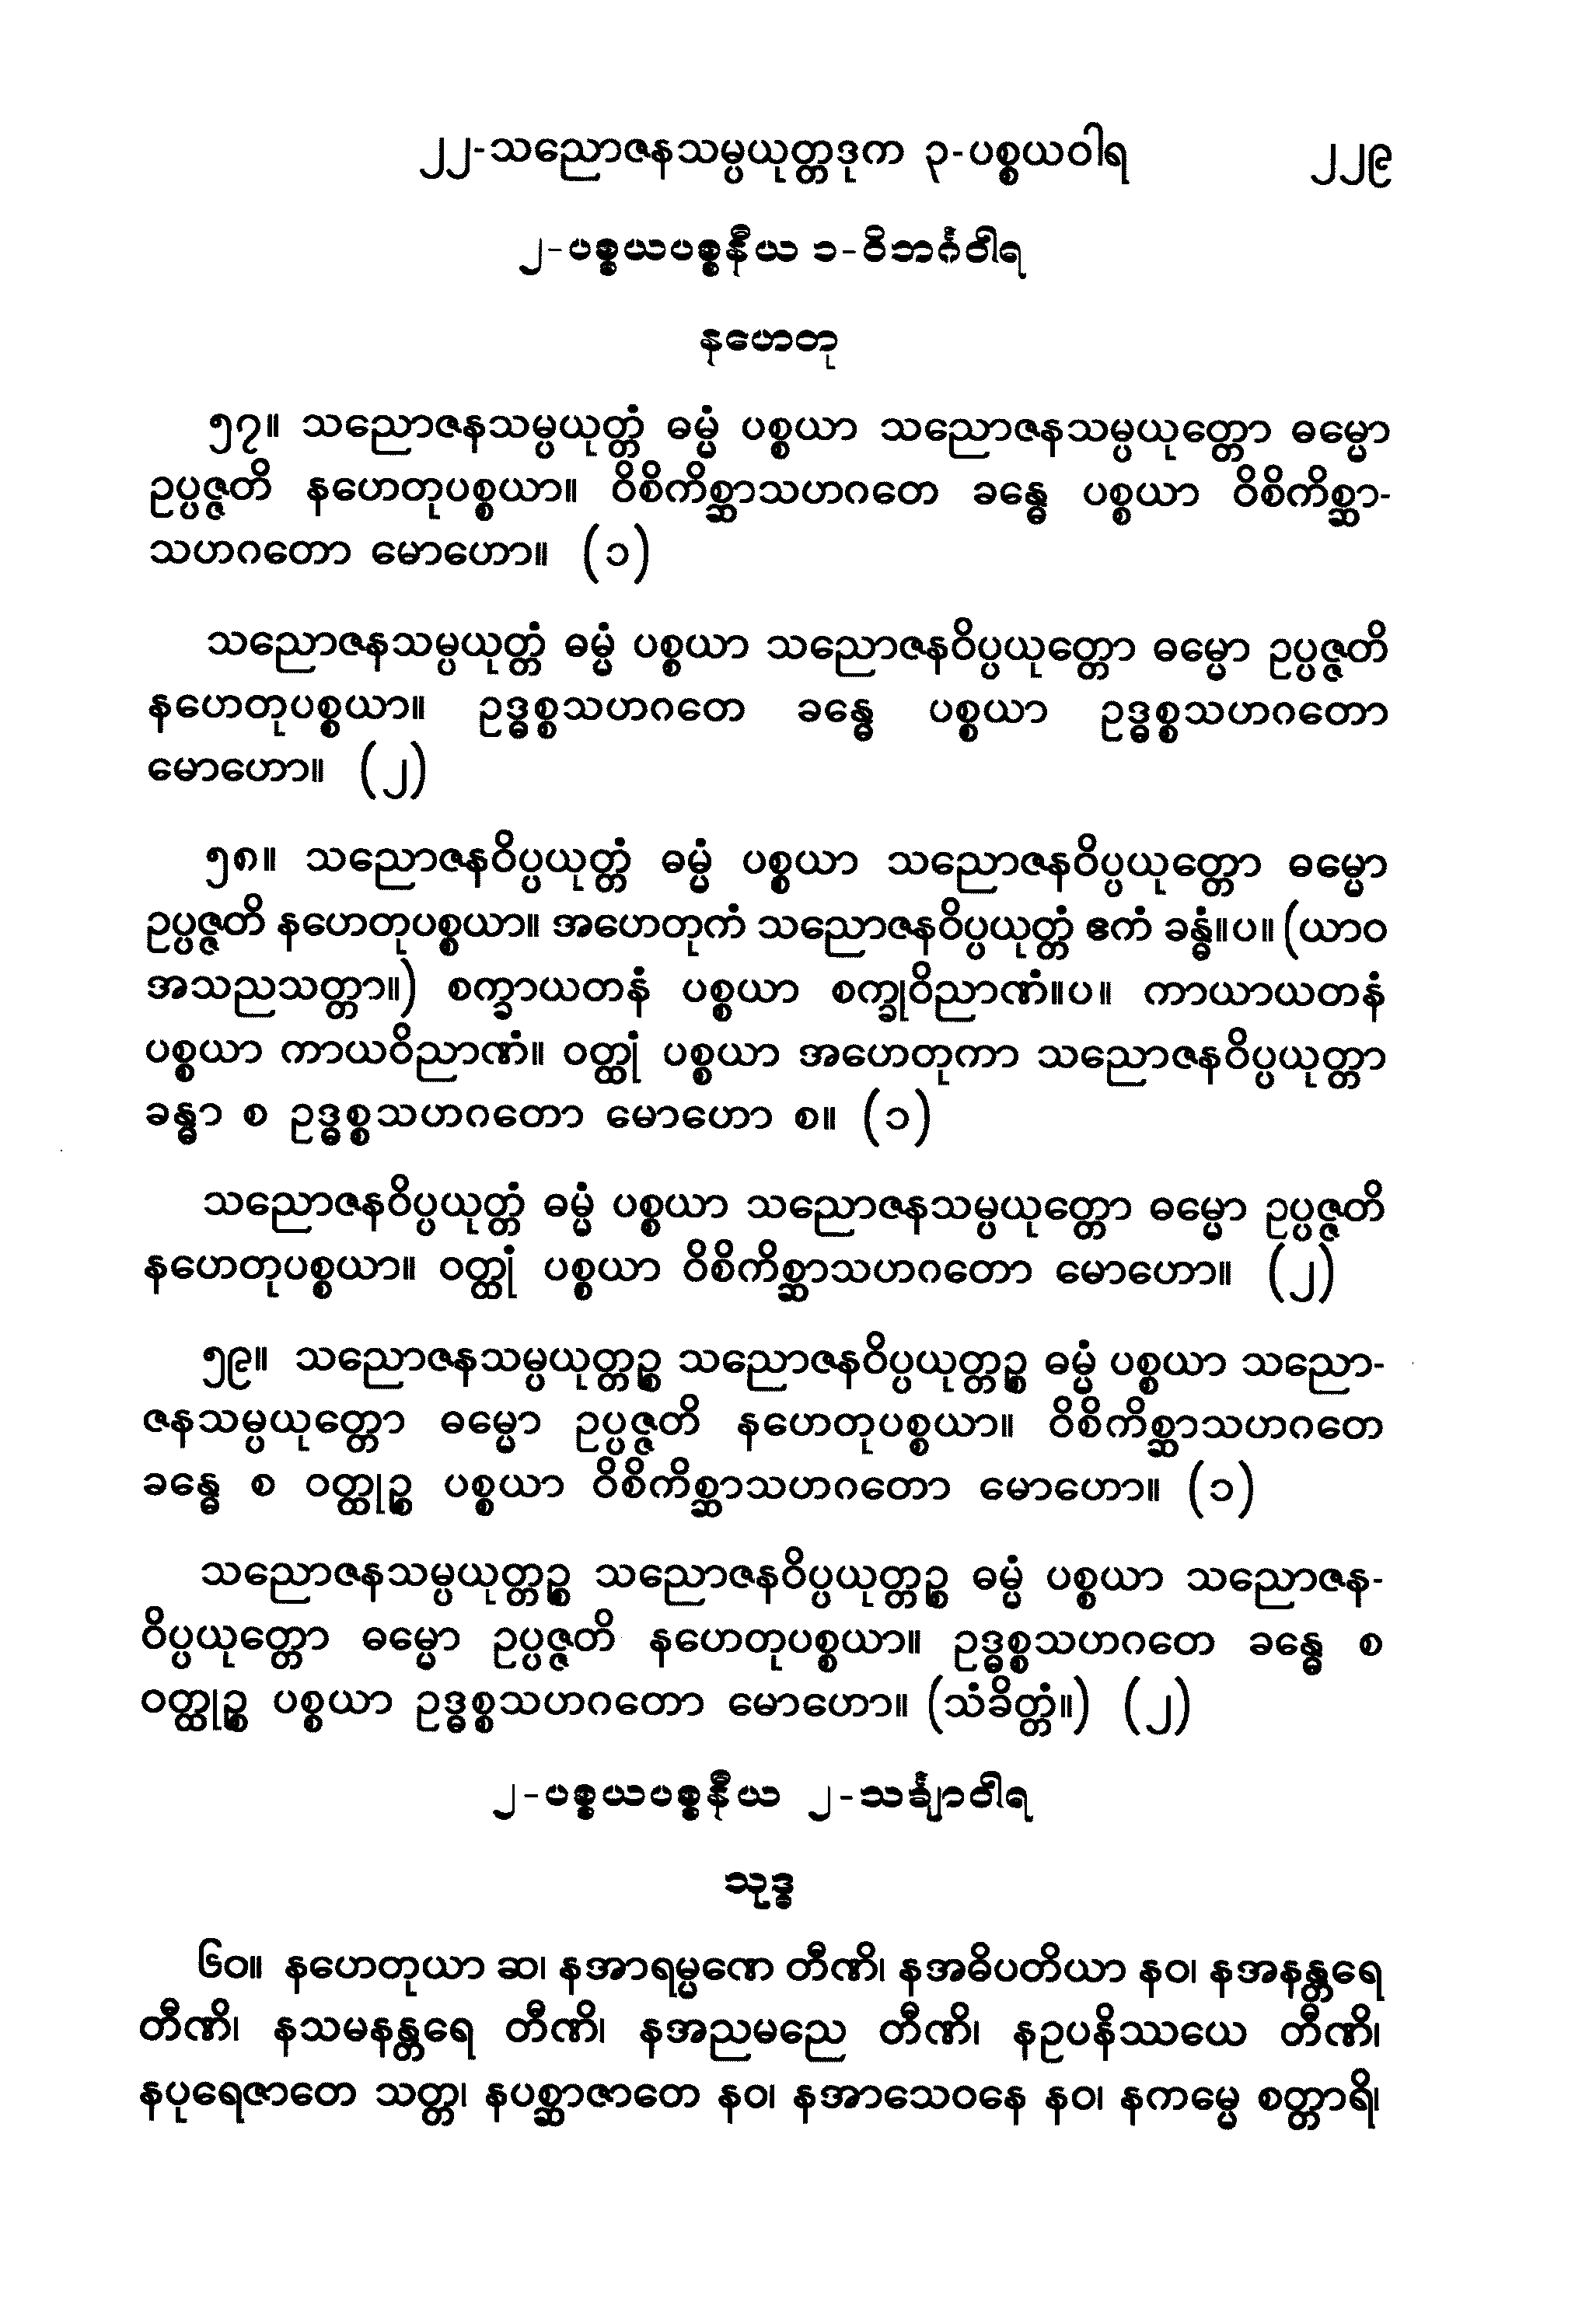 ၂၂-သညောဇနသမ္ပယုတ္တဒုက ၃-ပစ္စယဝါရ ၂၂၉
၂-ပစ္စယပစ္စနီယ ၁-ဝိဘင်္ဂဝါရ
နဟေတု
၅၇။ သညောဇနသမ္ပယုတ္တံ ဓမ္မံ ပစ္စယာ သညောဇနသမ္ပယုတ္တော ဓမ္မော
ဥပ္ပဇ္ဇတိ နဟေတုပစ္စယာ။ ဝိစိကိစ္ဆာသဟဂတေ ခန္ဓေ ပစ္စယာ ဝိစိကိစ္ဆာ-
သဟဂတော မောဟော။ (၁)
သညောဇနသမ္ပယုတ္တံ ဓမ္မံ ပစ္စယာ သညောဇနဝိပ္ပယုတ္တော ဓမ္မော ဥပ္ပဇ္ဇတိ
နဟေတုပစ္စယာ။ ဥဒ္ဓစ္စသဟဂတေ ခန္ဓေ ပစ္စယာ ဥဒ္ဓစ္စသဟဂတော
မောဟော။ (၂)
၅၈။ သညောဇနဝိပ္ပယုတ္တံ ဓမ္မံ ပစ္စယာ သညောဇနဝိပ္ပယုတ္တော ဓမ္မော
ဥပ္ပဇ္ဇတိ နဟေတုပစ္စယာ။ အဟေတုကံ သညောဇနဝိပ္ပယုတ္တံ ဧကံ ခန္ဓံ။ပ။ (ယာဝ
အသညသတ္တာ။) စက္ခာယတနံ ပစ္စယာ စက္ခုဝိညာဏံ။ပ။ ကာယာယတနံ
ပစ္စယာ ကာယဝိညာဏံ။ ဝတ္ထုံ ပစ္စယာ အဟေတုကာ သညောဇနဝိပ္ပယုတ္တာ
ခန္ဓာ စ ဥဒ္ဓစ္စသဟဂတော မောဟော စ။ (၁)
သညောဇနဝိပ္ပယုတ္တံ ဓမ္မံ ပစ္စယာ သညောဇနသမ္ပယုတ္တော ဓမ္မော ဥပ္ပဇ္ဇတိ
နဟေတုပစ္စယာ။ ဝတ္ထုံ ပစ္စယာ ဝိစိကိစ္ဆာသဟဂတော မောဟော။ (၂)
၅၉။ သညောဇနသမ္ပယုတ္တဉ္စ သညောဇနဝိပ္ပယုတ္တဉ္စ ဓမ္မံ ပစ္စယာ သညော-
ဇနသမ္ပယုတ္တော ဓမ္မော ဥပ္ပဇ္ဇတိ နဟေတုပစ္စယာ။ ဝိစိကိစ္ဆာသဟဂတေ
ခန္ဓေ စ ဝတ္ထုဉ္စ ပစ္စယာ ဝိစိကိစ္ဆာသဟဂတော မောဟော။ (၁)
သညောဇနသမ္ပယုတ္တဉ္စ သညောဇနဝိပ္ပယုတ္တဉ္စ ဓမ္မံ ပစ္စယာ သညောဇန-
ဝိပ္ပယုတ္တော ဓမ္မော ဥပ္ပဇ္ဇတိ နဟေတုပစ္စယာ။ ဥဒ္ဓစ္စသဟဂတေ ခန္ဓေ စ
ဝတ္ထုဉ္စ ပစ္စယာ ဥဒ္ဓစ္စသဟဂတော မောဟော။ (သံခိတ္တံ။) (၂)
၂-ပစ္စယပစ္စနီယ ၂-သင်္ချာဝါရ
သုဒ္ဓ
၆၀။ နဟေတုယာ ဆ၊ နအာရမ္မဏေ တီဏိ၊ နအဓိပတိယာ နဝ၊ နအနန္တရေ
တီဏိ၊ နသမနန္တရေ တီဏိ၊ နအညမညေ တီဏိ၊ နဥပနိဿယေ တီဏိ၊
နပုရေဇာတေ သတ္တ၊ နပစ္ဆာဇာတေ နဝ၊ နအာသေဝနေ နဝ၊ နကမ္မေ စတ္တာရိ၊